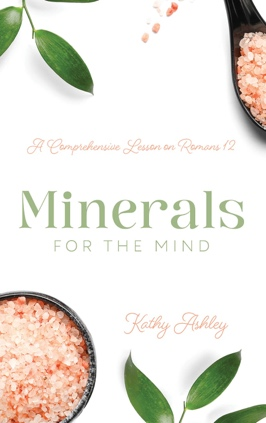 A Comprehensive Lesson on Romans 12
Minerals
FOR THE MIND
Kathy Ashley